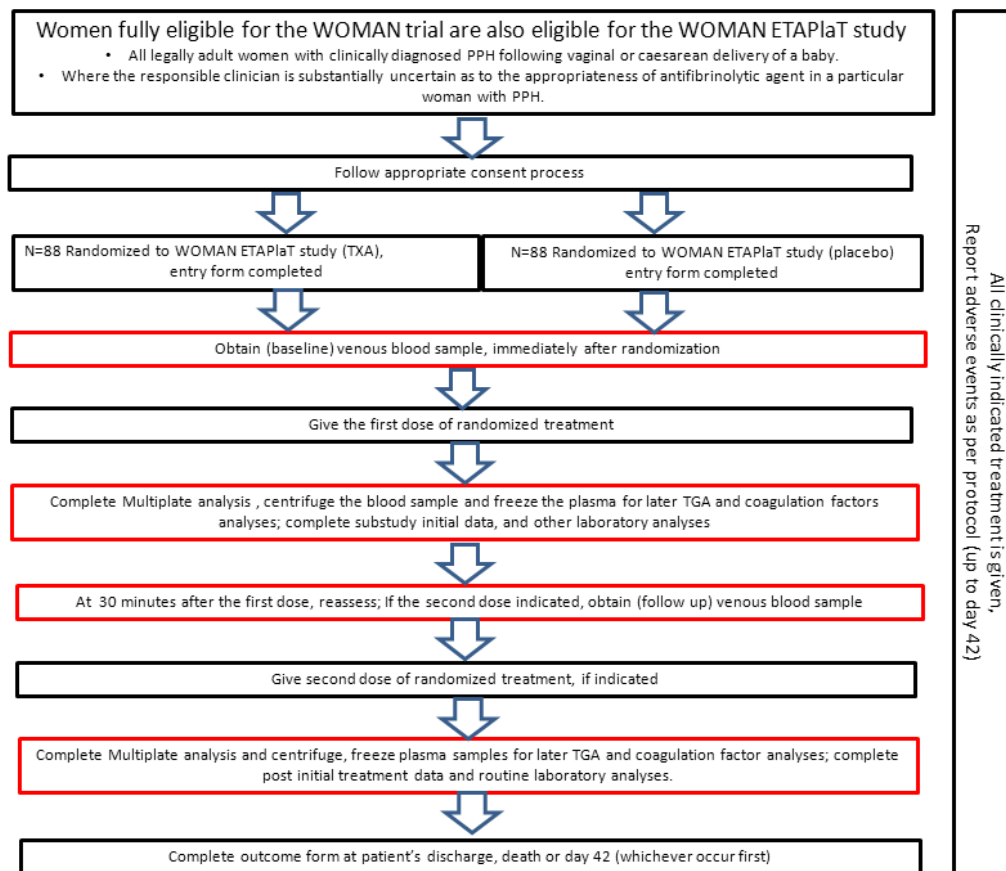 Women fully eligible for the WOMAN trial are also eligible for the WOMAN ETAPlaT study
• All legally adult women with clinically diagnosed PPH following vaginal or caesarean delivery of a baby.
• Where the responsible clinician is substantially uncertain as to the appropriateness of antifibrinolytic agent in a particular
woman with PPH.
Follow appropriate consent process
N=88 Randomized to WOMAN ETAPlaT study (TXA),
entry form completed
N=88 Randomized to WOMAN ETAPlaT study (placebo)
entry form completed
Obtain (baseline) venous blood sample, immediately after randomization
Give the first dose of randomized treatment
Complete Multiplate analysis , centrifuge the blood sample and freeze the plasma for later TGA and coagulation factors
analyses; complete substudy initial data, and other laboratory analyses
At 30 minutes after the first dose, reassess; If the second dose indicated, obtain (follow up) venous blood sample
Give second dose of randomized treatment, if indicated
Complete Multiplate analysis and centrifuge, freeze plasma samples for later TGA and coagulation factor analyses; complete
post initial treatment data and routine laboratory analyses.
Complete outcome form at patient's discharge, death or day 42 (whichever occur first)
All clinically indicated treatment is given,
Report adverse events as per protocol (up to day 42)